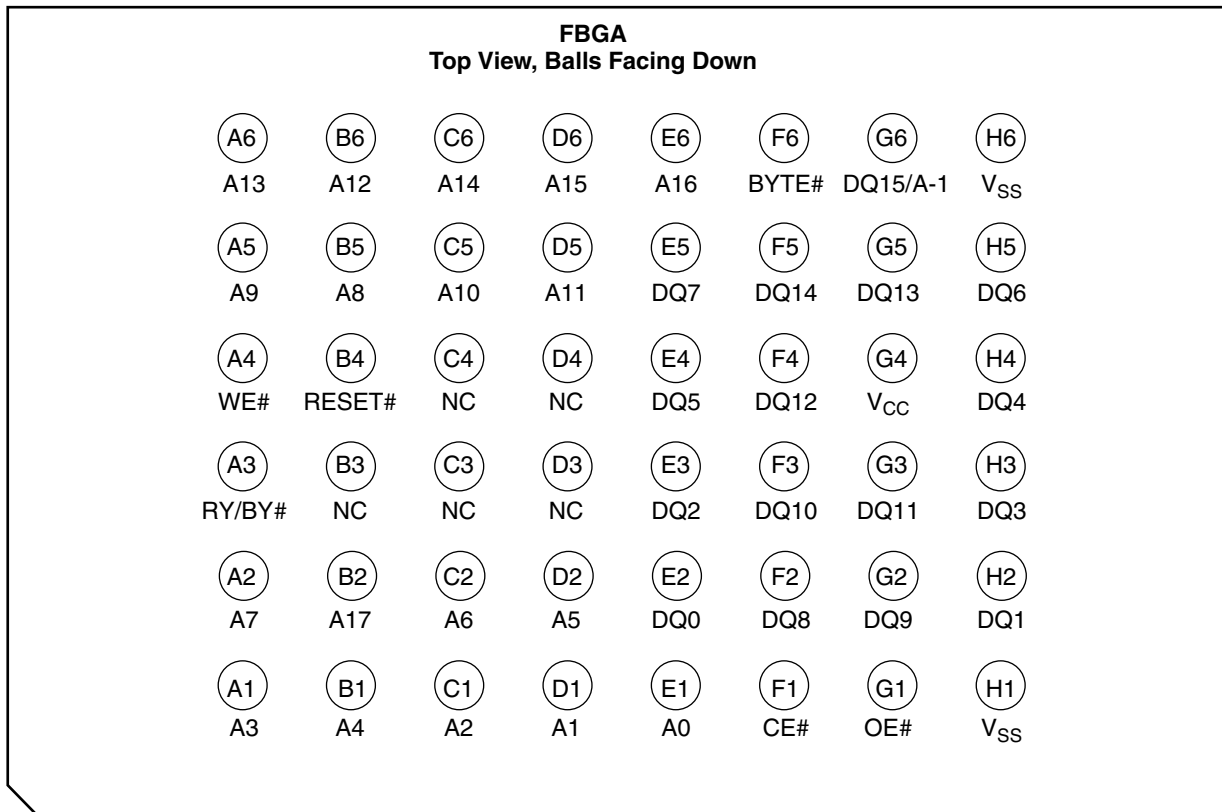 FBGA
Top View, Balls Facing Down
A6 B6 C6 D6 E6 F6 G6 H6
A13 A12 A14 A15 A16 BYTE# DQ15/A-1 VSS
A5 B5 C5 D5 E5 F5 G5 H5
A9 A8 A10 A11 DQ7 DQ14 DQ13 DQ6
A4 B4 C4 D4 E4 F4 G4 H4
WE# RESET# NC NC DQ5 DQ12 VCC DQ4
A3 B3 C3 D3 E3 F3 G3 H3
RY/BY# NC NC NC DQ2 DQ10 DQ11 DQ3
A2 B2 C2 D2 E2 F2 G2 H2
A7 A17 A6 A5 DQ0 DQ8 DQ9 DQ1
A1 B1 C1 D1 E1 F1 G1 H1
A3 A4 A2 A1 A0 CE# OE# VSS